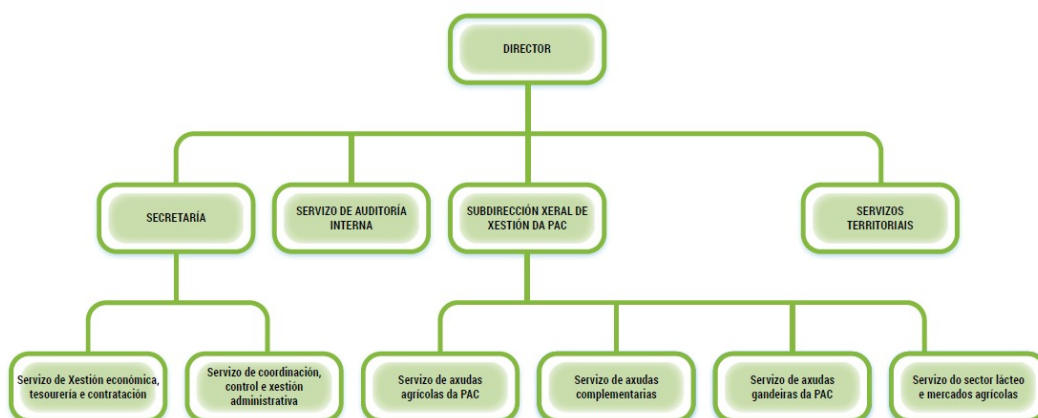 DIRECTOR
SECRETARÍA
SERVIZO DE AUDITORÍA
INTERNA
SUBDIRECCIÓN XERAL DE
XESTIÓN DA PAC
SERVIZOS
TERRITORIAIS
Servizo de Xestión económica,
tesourería e contratación
Servizo de coordinación,
control e xestión
administrativa
Servizo de axudas
agrícolas da PAC
Servizo de axudas
complementarias
Servizo de axudas
gandeiras da PAC
Servizo do sector lácteo
e mercados agrícolas